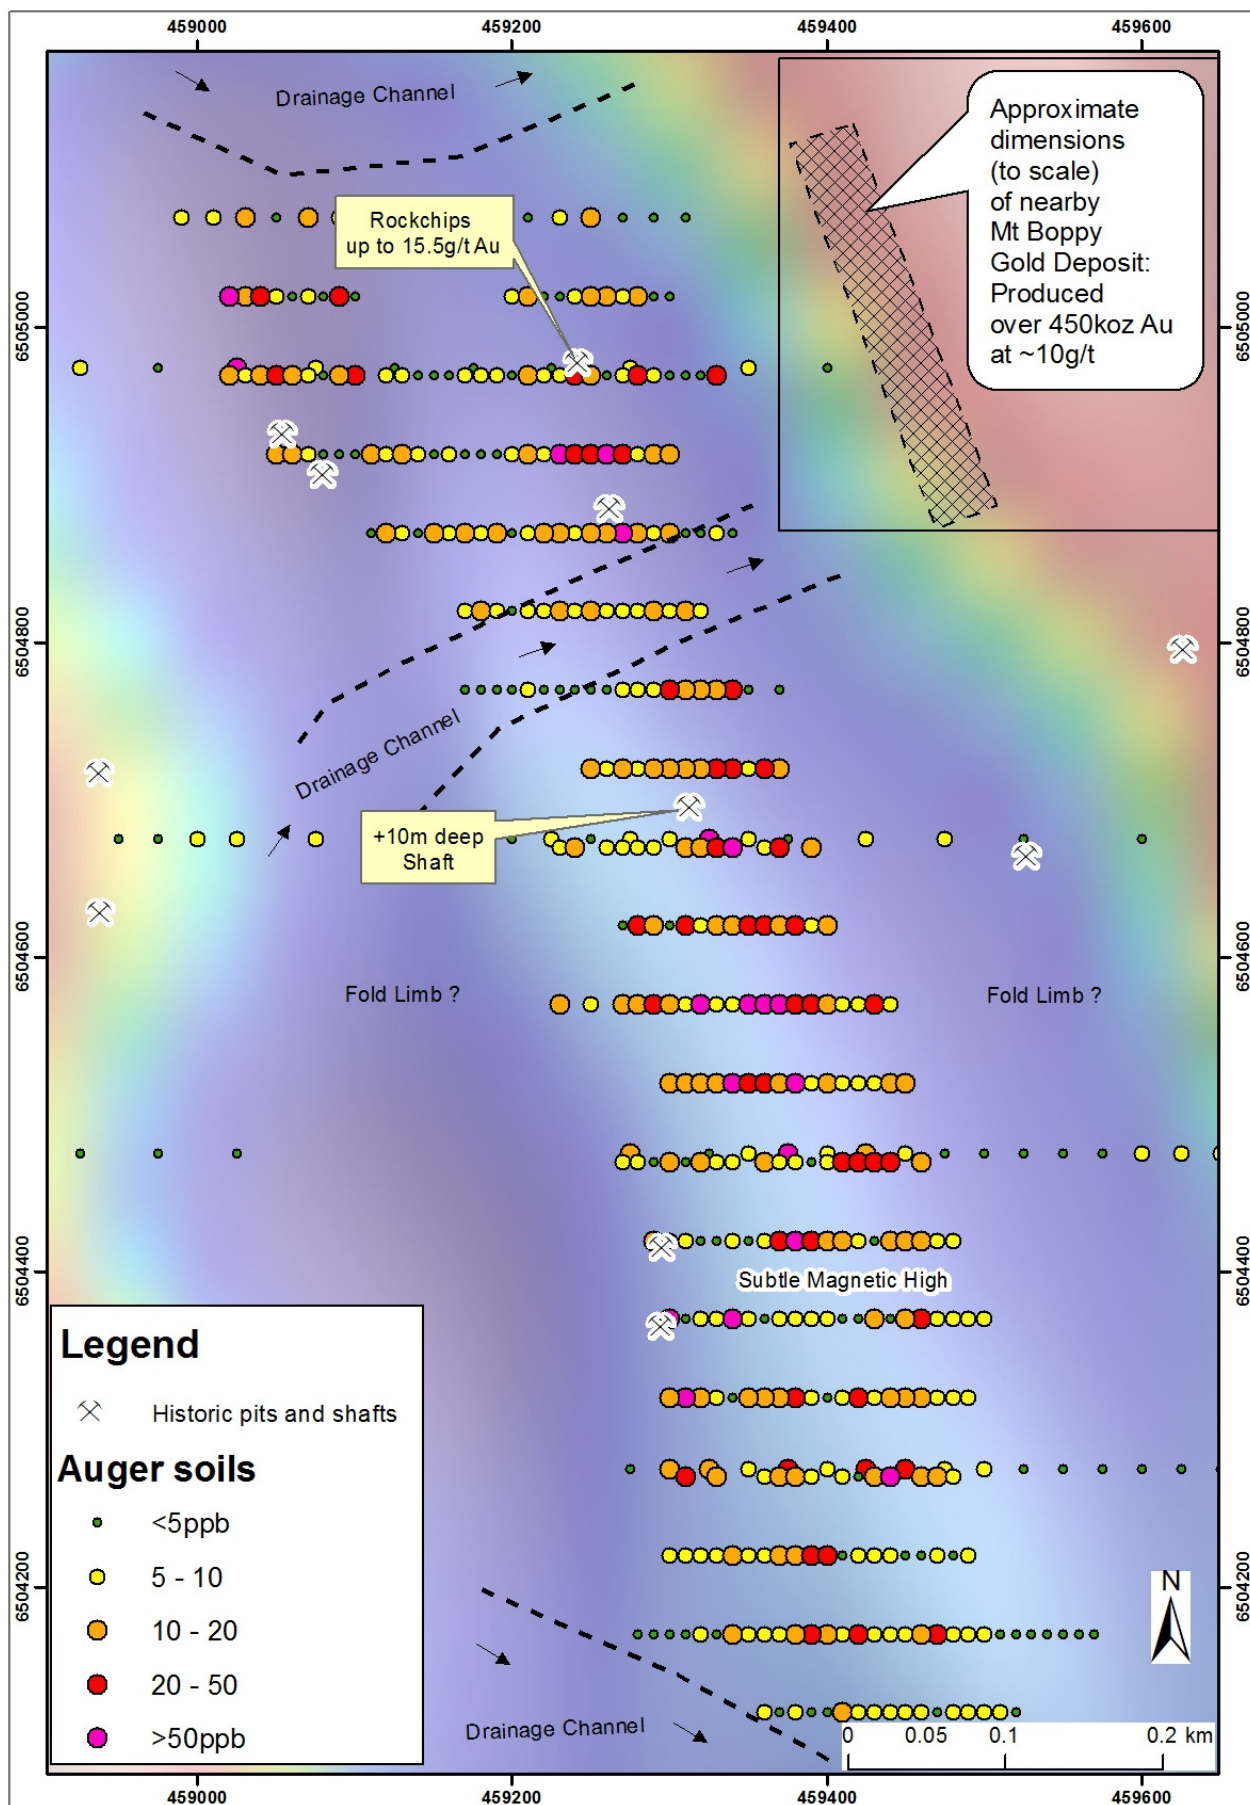 459000 459200 459400 459600
Drainage Channel
Approximate
dimensions
(to scale)
of nearby
Mt Boppy
Gold Deposit:
Produced
over 450koz Au
at ~10g/t
Rockchips
up to 15.5g/t Au
6505000 6505000
6504800 6504800
Drainage Channel
+10m deep
Shaft
6504600 6504600
Fold Limb ? Fold Limb ?
6504400 6504400
Subtle Magnetic High
Legend
Historic pits and shafts
Auger soils
<5ppb
5 - 10
10 - 20
20 - 50
>50ppb
6504200 6504200
N
Drainage Channel
0 0.05 0.1 0.2 km
459000 459200 459400 459600